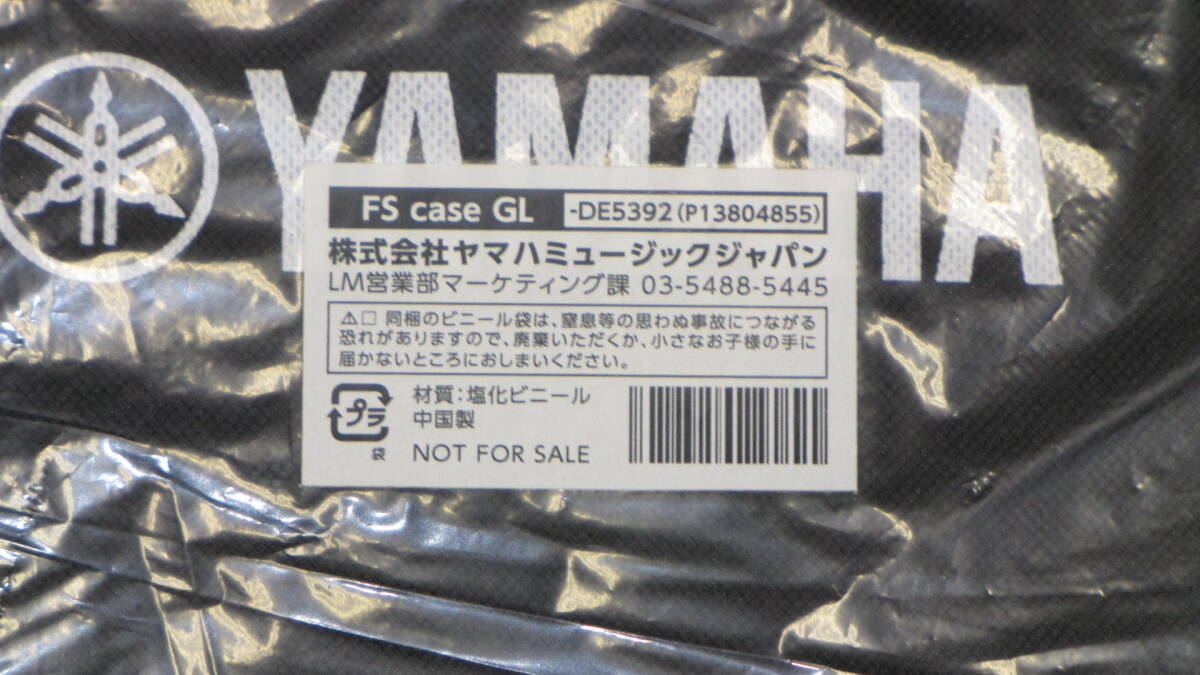 YAMAHA
FS case GL -DE5392 (P13804855)
株式会社ヤマハミュージックジャパン
LM営業部マーケティング課 03-5488-5445
⚠□ 同梱のビニール袋は、窒息等の思わぬ事故につながる
恐れがありますので、廃棄いただくか、小さなお子様の手に
届かないところにおしまいください。
プラ
袋
材質：塩化ビニール
中国製
NOT FOR SALE